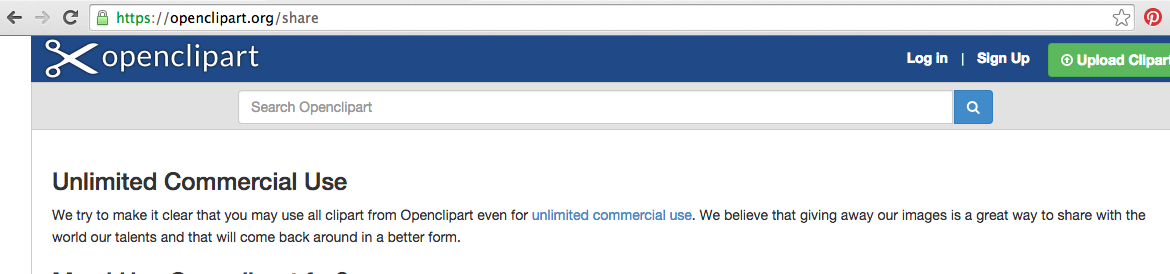 https://openclipart.org/share
openclipart
Log In | Sign Up
Upload Clipart
Search Openclipart
Unlimited Commercial Use
We try to make it clear that you may use all clipart from Openclipart even for unlimited commercial use. We believe that giving away our images is a great way to share with the
world our talents and that will come back around in a better form.